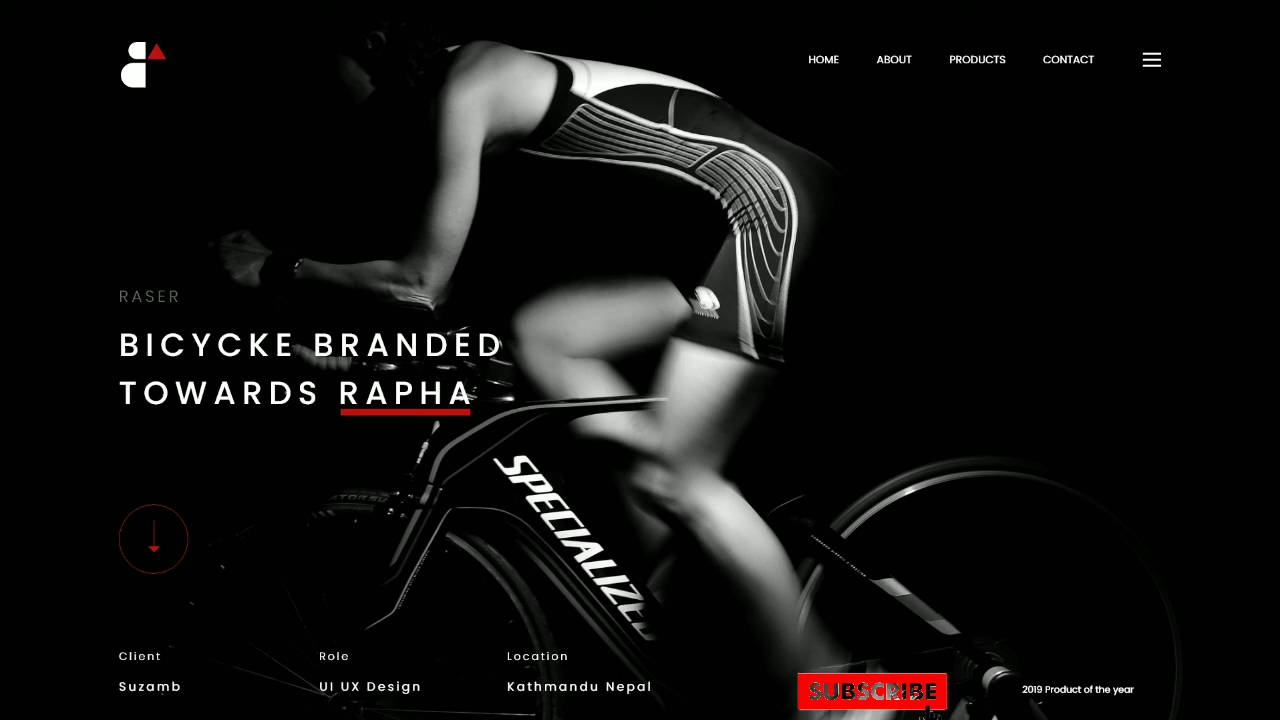 HOME ABOUT PRODUCTS CONTACT
RASER
BICYCKE BRANDED
TOWARDS RAPHA
SPECIALIZED
Client Role Location
Suzamb UI UX Design Kathmandu Nepal
SUBSCRIBE
2019 Product of the year